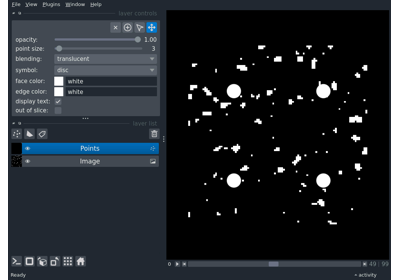 File View Plugins Window Help
layer controls
opacity: 1.00
point size: 3
blending: translucent
symbol: disc
face color: white
edge color: white
display text:
out of slice:
layer list
Points
Image
Ready
49 99
activity